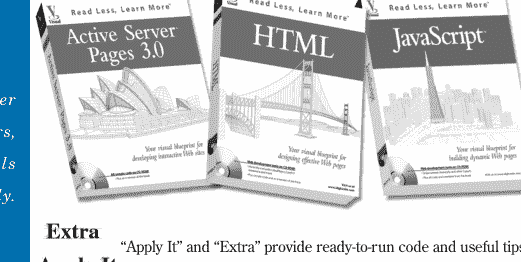 er
rs,
ls
ly.
Read Less, Learn More
Visual
Active Server
Pages 3.0
Your visual blueprint for
developing interactive Web sites
Read Less, Learn More
HTML
Your visual blueprint for
designing effective Web pages
Read Less, Learn More
JavaScript
Your visual blueprint for
building dynamic Web pages
Extra
“Apply It” and “Extra” provide ready-to-run code and useful tips
Apply It